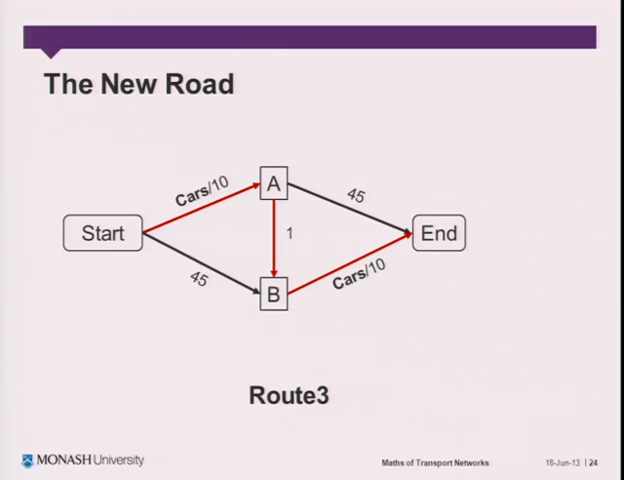 The New Road
Cars/10
A
45
Start
1
End
45
B
Cars/10
Route3
MONASH University
Maths of Transport Networks
18-Jun-13 | 24